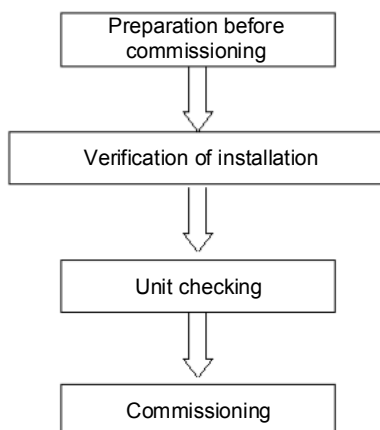 Preparation before
commissioning
Verification of installation
Unit checking
Commissioning